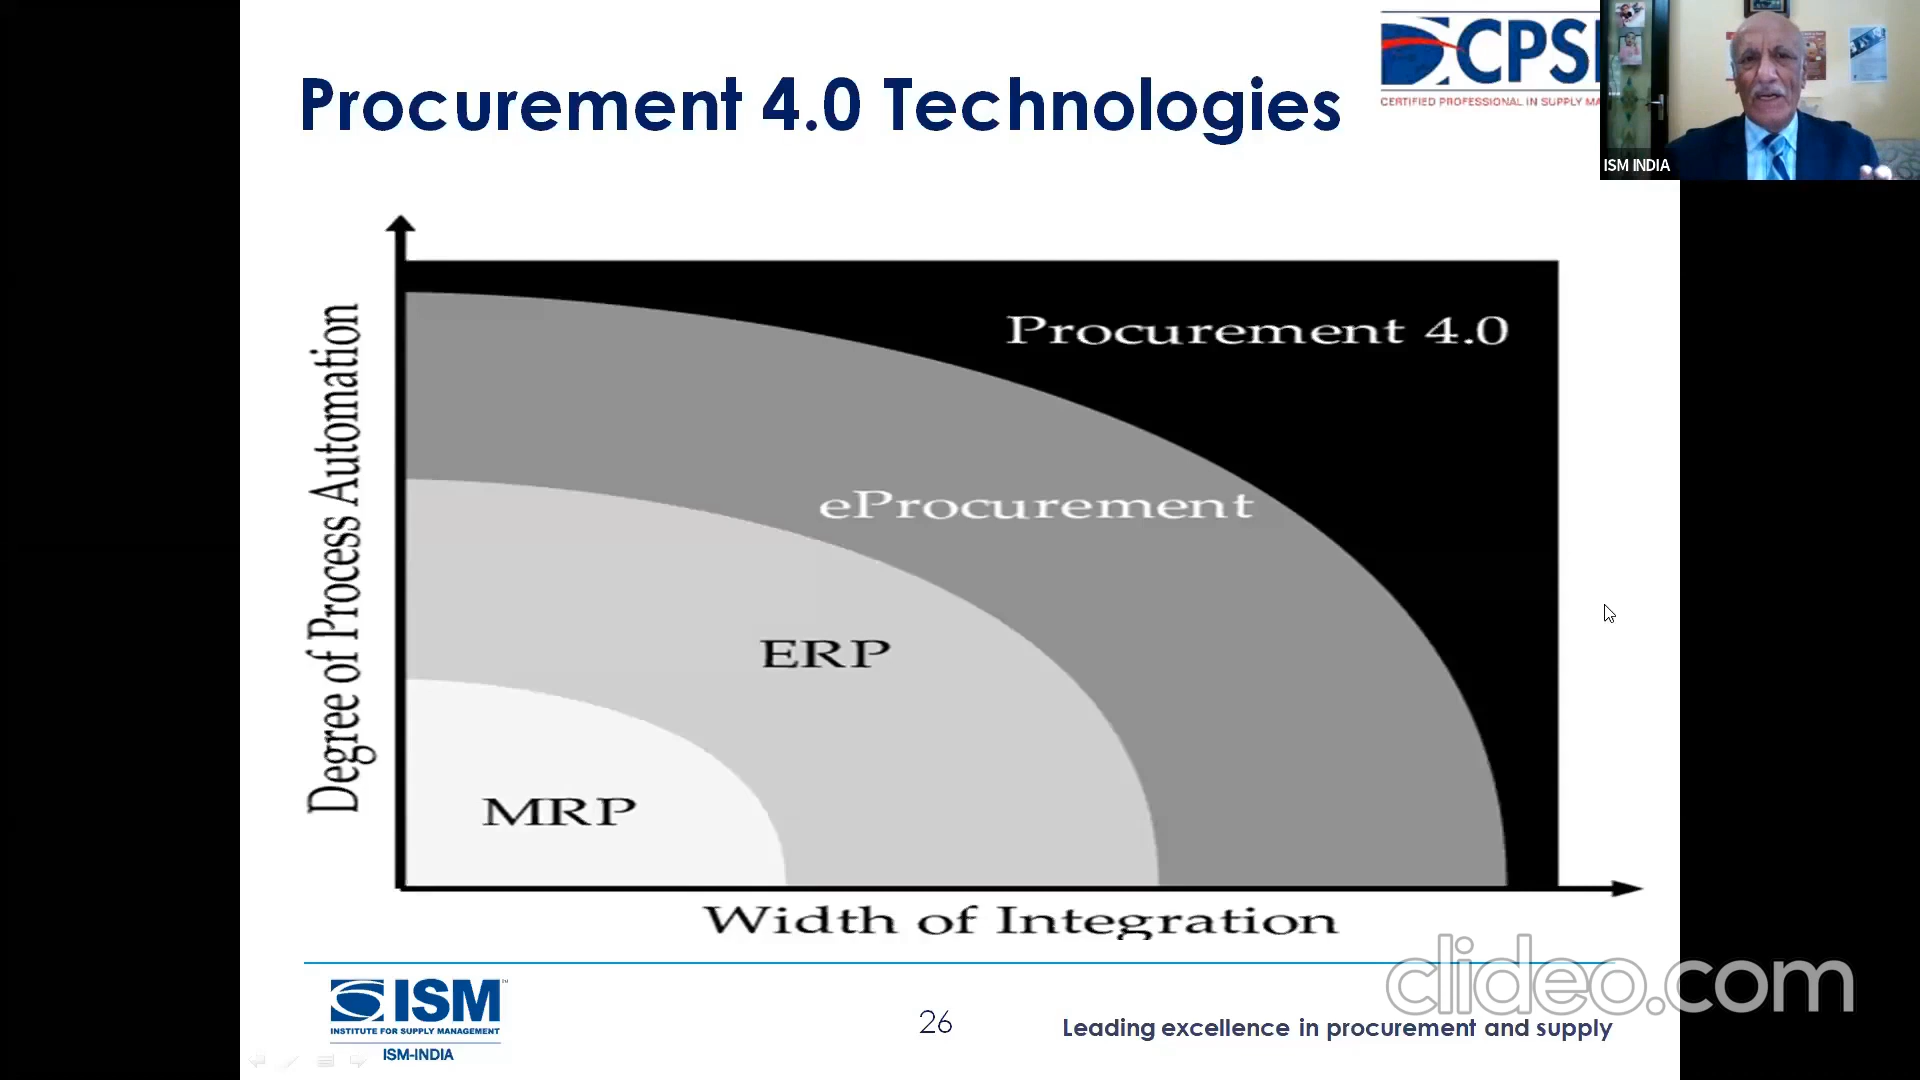 Procurement 4.0 Technologies
CPS
CERTIFIED PROFESSIONAL IN SUPPLY
ISM INDIA
Degree of Process Automation
Procurement 4.0
eProcurement
ERP
MRP
Width of Integration
ISM
INSTITUTE FOR SUPPLY MANAGEMENT
ISM-INDIA
26
Leading excellence in procurement and supply
clideo.com